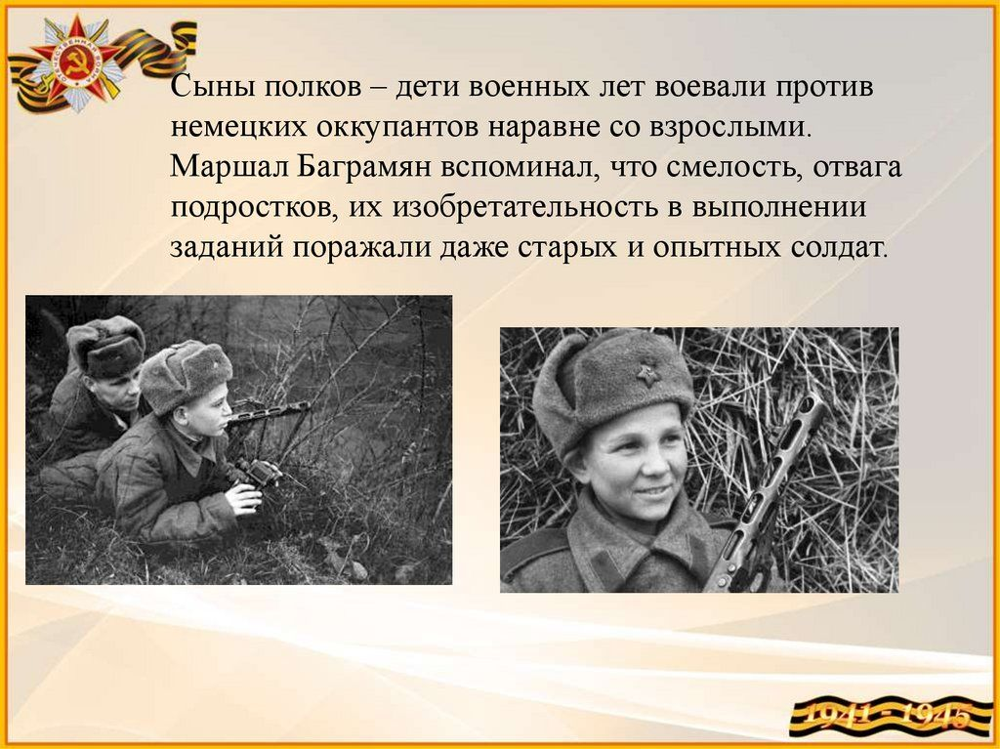 Сыны полков – дети военных лет воевали против
немецких оккупантов наравне со взрослыми.
Маршал Баграмян вспоминал, что смелость, отвага
подростков, их изобретательность в выполнении
заданий поражали даже старых и опытных солдат.
1941 - 1945